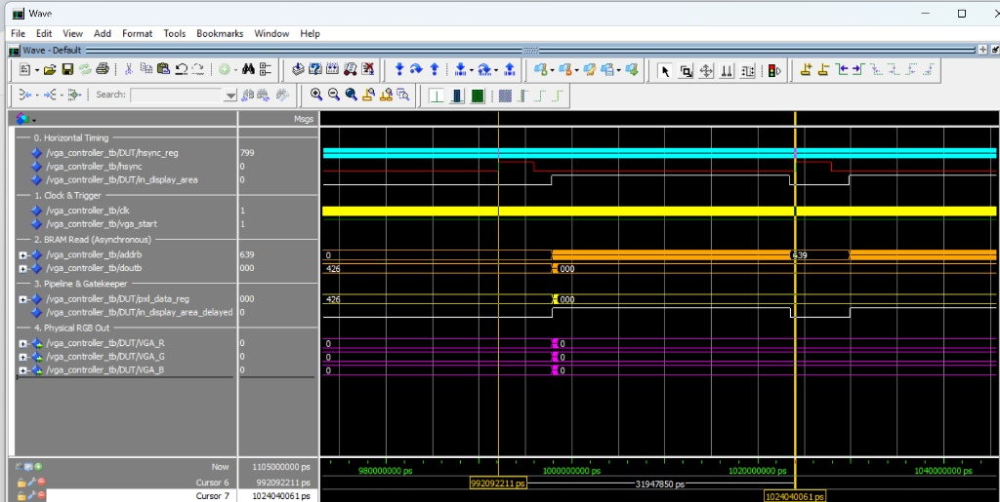 Wave
File Edit View Add Format Tools Bookmarks Window Help
Wave - Default
Search:
Msgs
0. Horizontal Timing
/vga_controller_tb/DUT/hsync_reg 799
/vga_controller_tb/hsync 0
/vga_controller_tb/DUT/in_display_area 0
1. Clock & Trigger
/vga_controller_tb/clk 1
/vga_controller_tb/vga_start 1
2. BRAM Read (Asynchronous)
/vga_controller_tb/addrb 639 0 639
/vga_controller_tb/doutb 000 426 000
3. Pipeline & Gatekeeper
/vga_controller_tb/DUT/pxl_data_reg 000 426 000
/vga_controller_tb/DUT/in_display_area_delayed 0
4. Physical RGB Out
/vga_controller_tb/DUT/VGA_R 0 0 0
/vga_controller_tb/DUT/VGA_G 0 0 0
/vga_controller_tb/DUT/VGA_B 0 0 0
Now 1105000000 ps 980000000 ps 1000000000 ps 1020000000 ps 1040000000 ps
Cursor 6 992092211 ps 992092211 ps 31947850 ps
Cursor 7 1024040061 ps 1024040061 ps